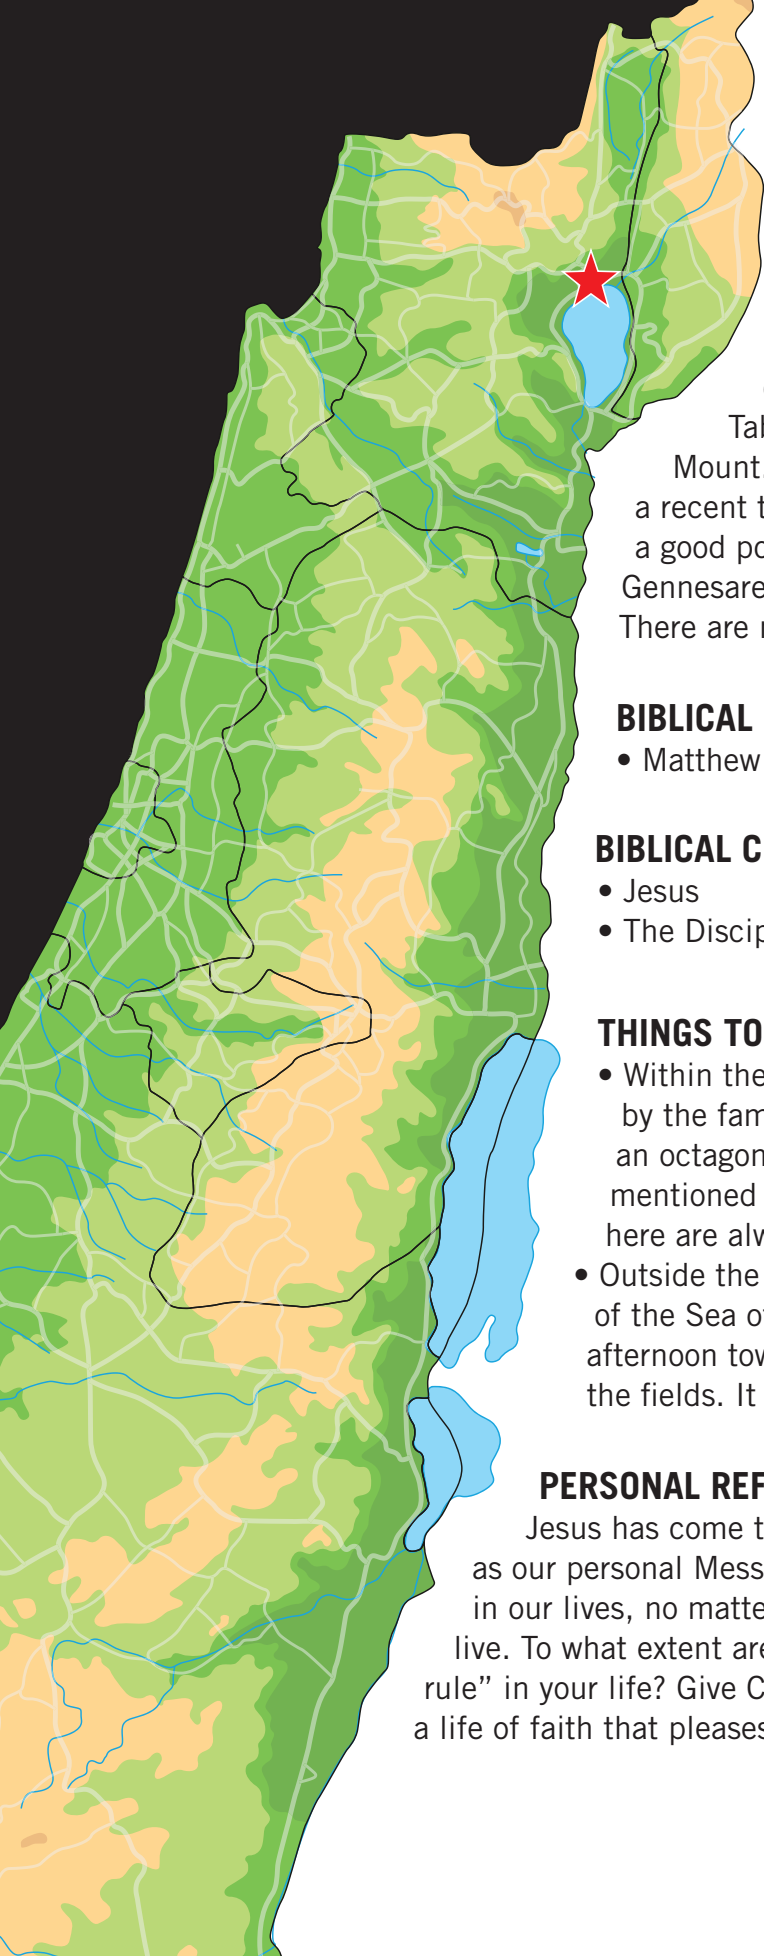 Tab
Mount
a recent t
a good po
Gennesare
There are
BIBLICAL
• Matthew
BIBLICAL C
• Jesus
• The Discip
THINGS TO
• Within the
by the fam
an octagon
mentioned
here are alw
• Outside the
of the Sea of
afternoon tow
the fields. It
PERSONAL REF
Jesus has come t
as our personal Mess
in our lives, no matte
live. To what extent are
rule” in your life? Give C
a life of faith that pleases